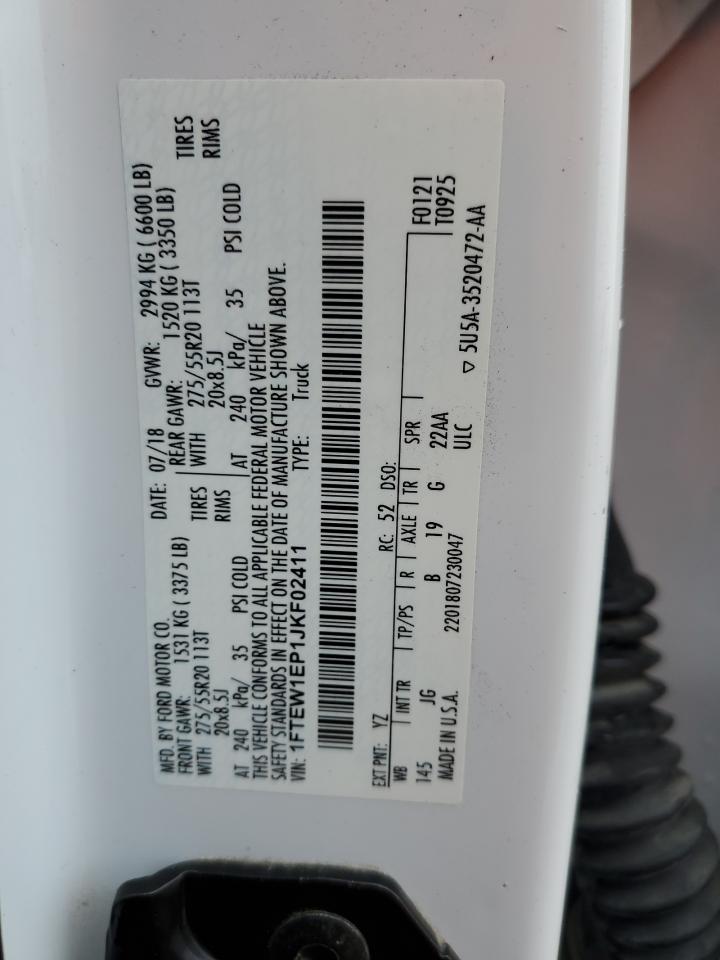 MFD. BY FORD MOTOR CO.
DATE: 07/18 GVWR: 2994 KG ( 6600 LB)
FRONT GAWR: 1531 KG ( 3375 LB) REAR GAWR: 1520 KG ( 3350 LB)
WITH 275/55R20 113T TIRES WITH 275/55R20 113T TIRES
20x8.5J RIMS 20x8.5J RIMS
AT 240 kPa/ 35 PSI COLD AT 240 kPa/ 35 PSI COLD
THIS VEHICLE CONFORMS TO ALL APPLICABLE FEDERAL MOTOR VEHICLE
SAFETY STANDARDS IN EFFECT ON THE DATE OF MANUFACTURE SHOWN ABOVE.
VIN: 1FTEW1EP1JKF02411 TYPE: Truck
EXT PNT: YZ RC: 52 DSO:
WB INT TR TP/PS R AXLE TR SPR F0121
145 JG B 19 G 22AA T0925
MADE IN U.S.A. 2201807230047 ULC ▽ 5U5A-3520472-AA